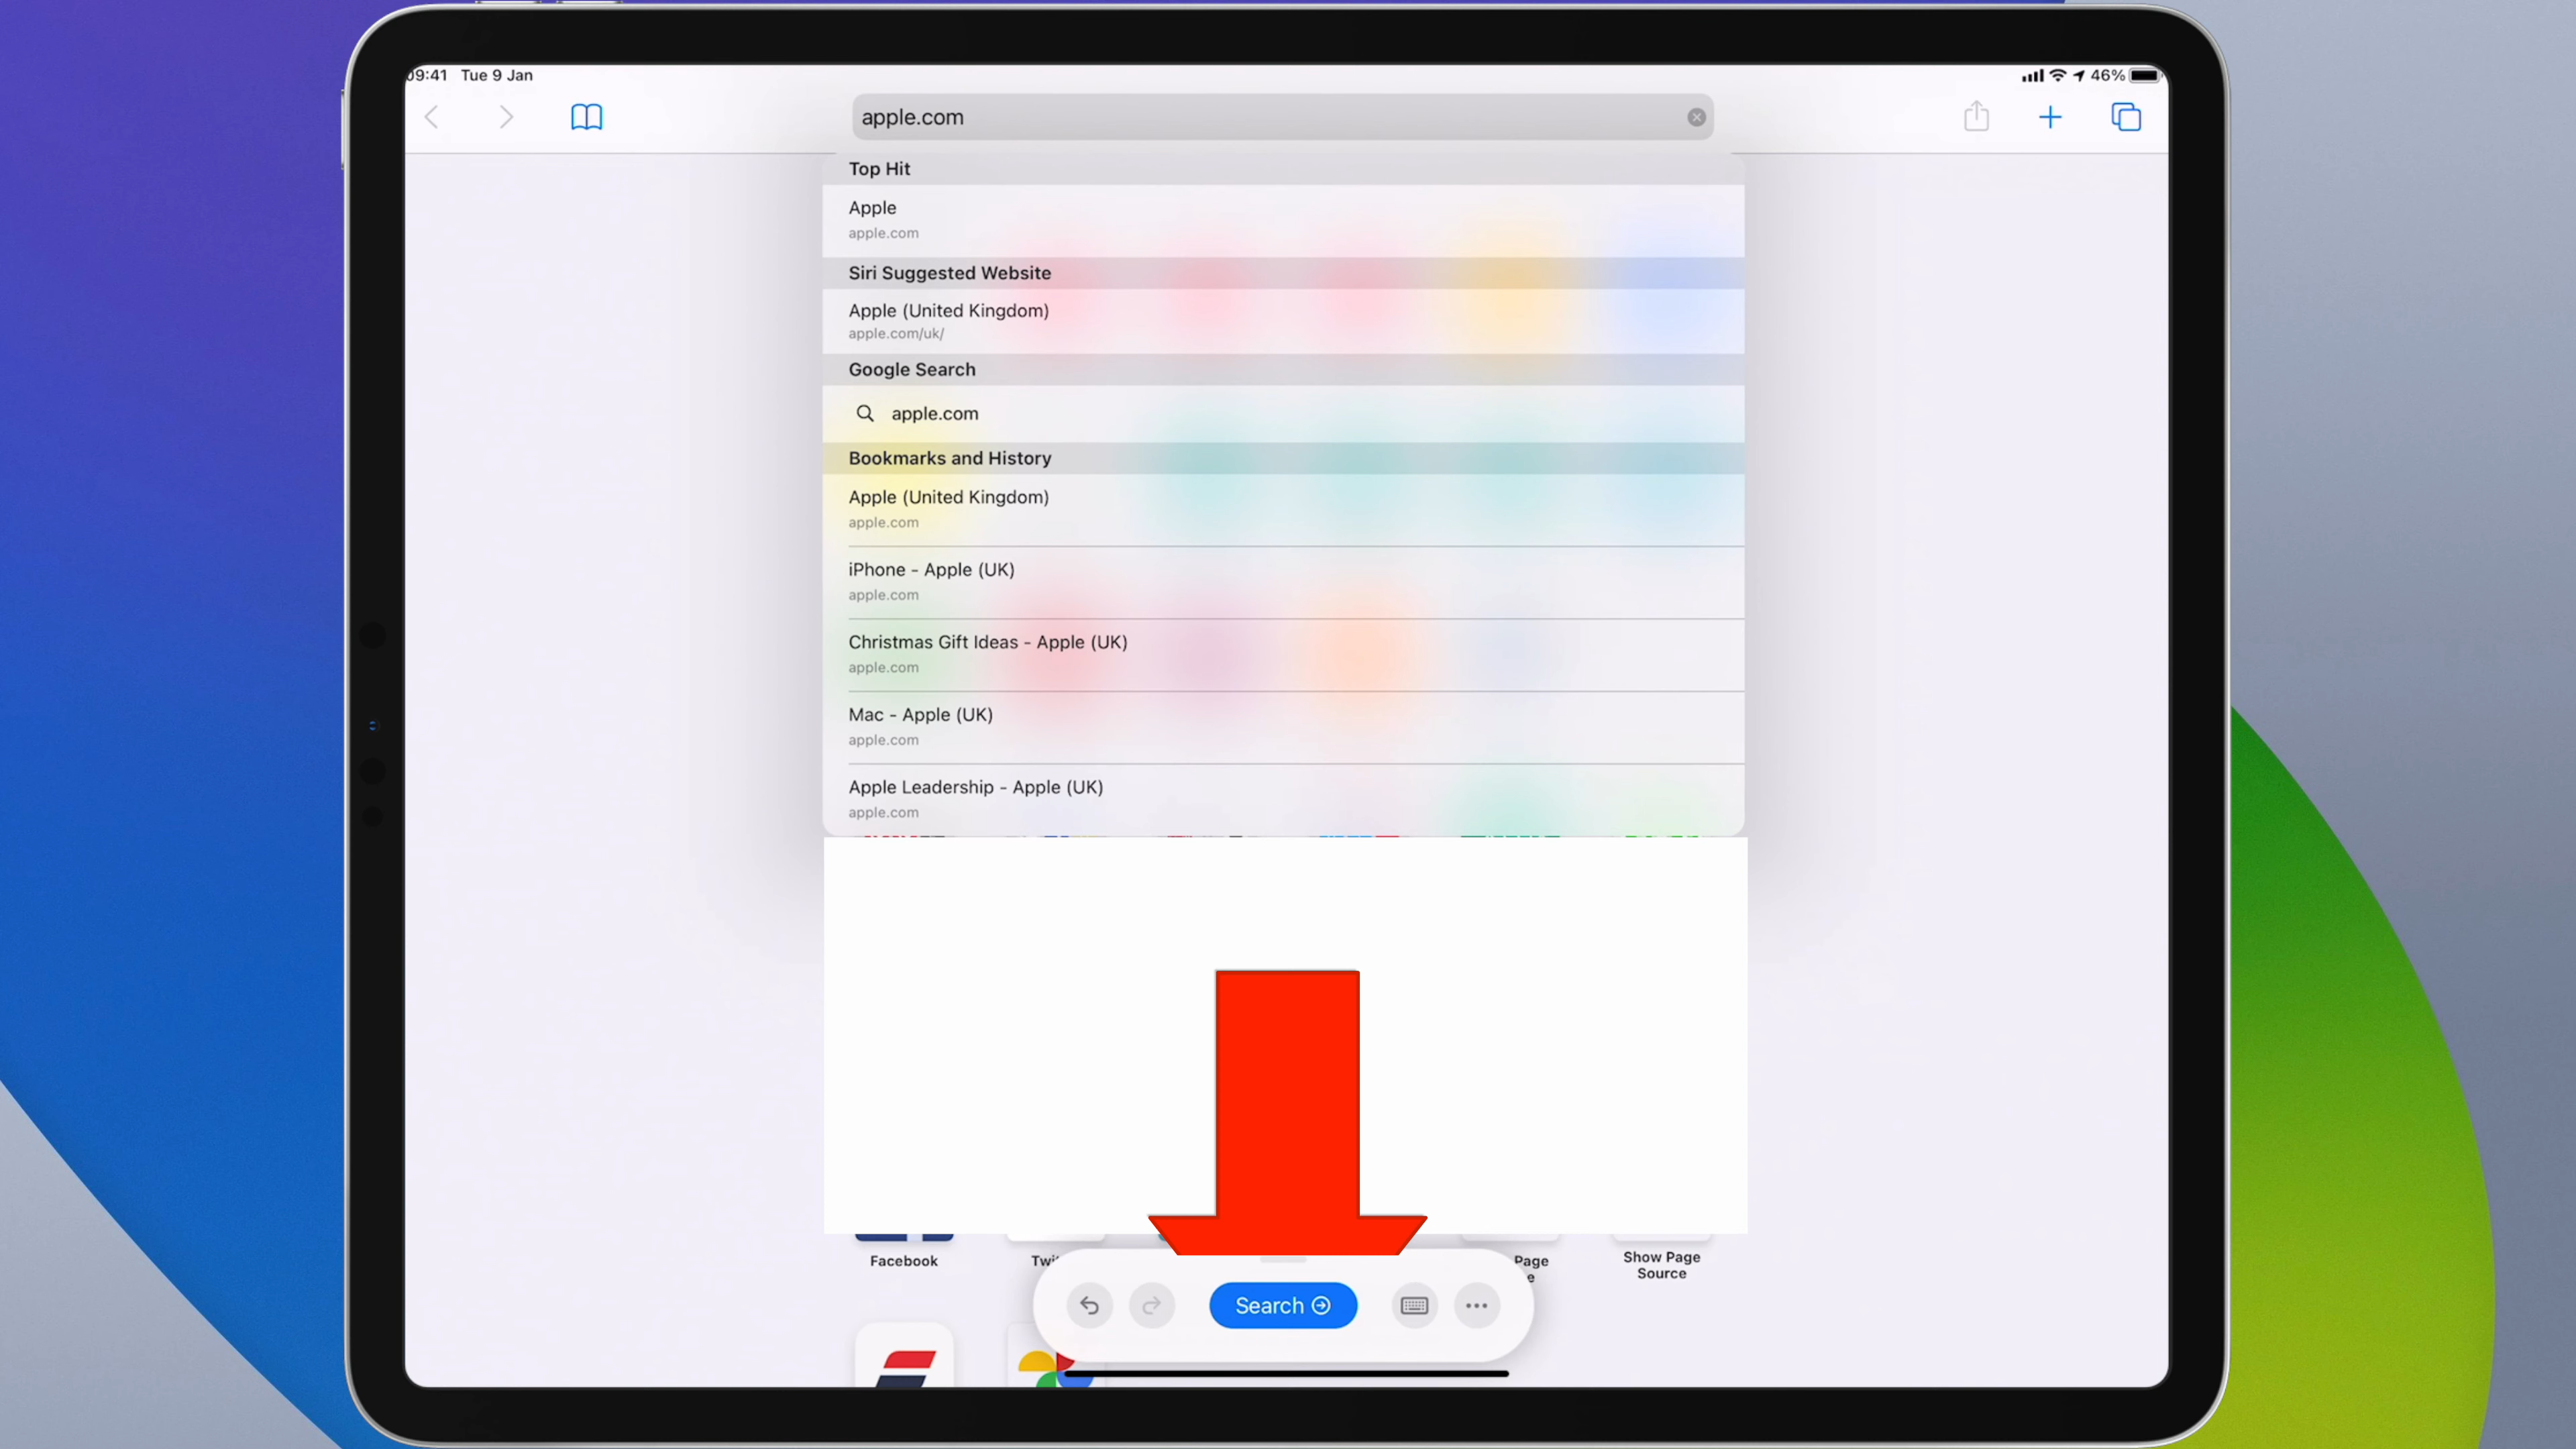 09:41 Tue 9 Jan
46%
apple.com
Top Hit
Apple
apple.com
Siri Suggested Website
Apple (United Kingdom)
apple.com/uk/
Google Search
apple.com
Bookmarks and History
Apple (United Kingdom)
apple.com
iPhone - Apple (UK)
apple.com
Christmas Gift Ideas - Apple (UK)
apple.com
Mac - Apple (UK)
apple.com
Apple Leadership - Apple (UK)
apple.com
Facebook
Page
Show Page
Source
Search